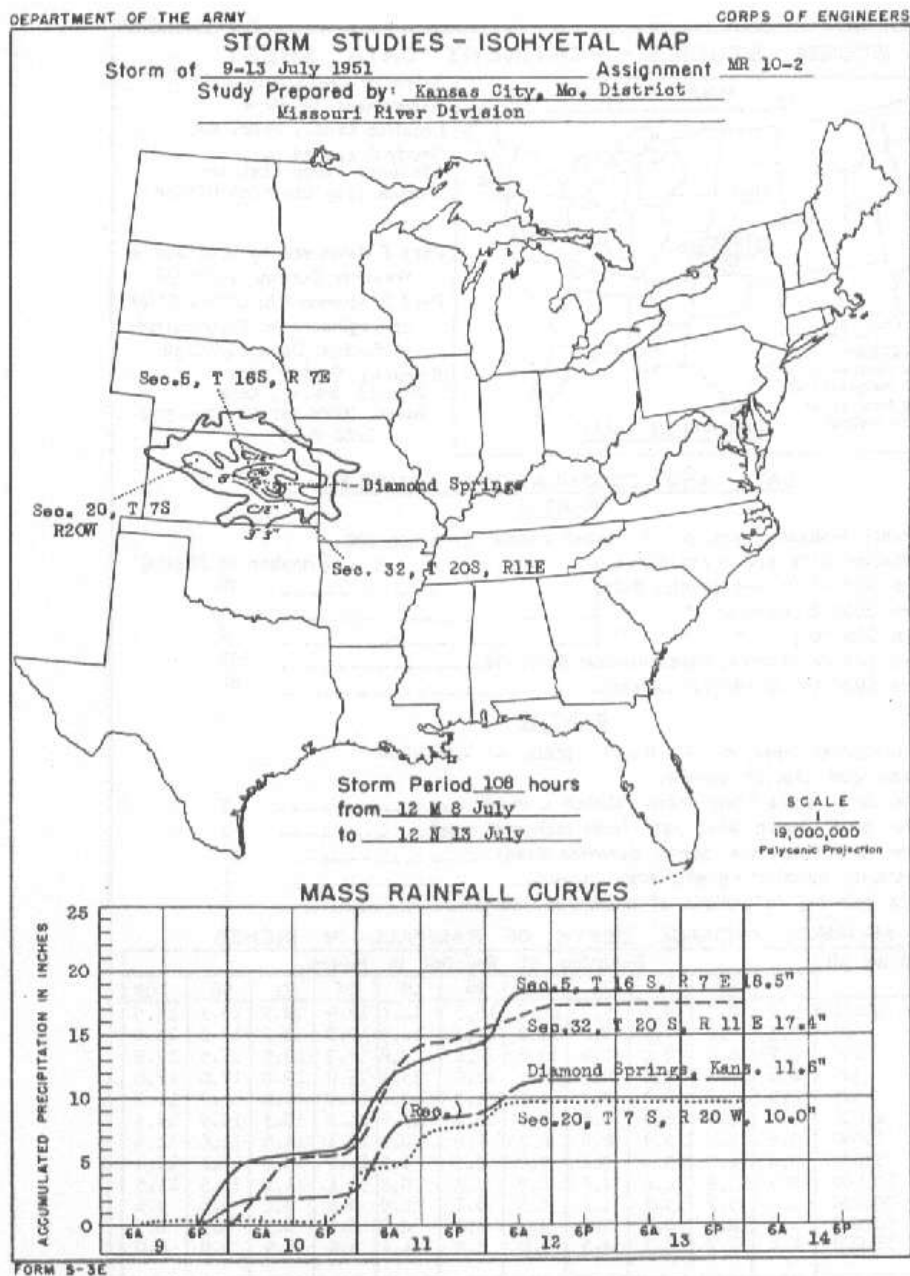 DEPARTMENT OF THE ARMY CORPS OF ENGINEERS
STORM STUDIES - ISOHYETAL MAP
Storm of 9-13 July 1951 Assignment MR 10-2
Study Prepared by: Kansas City, Mo. District
Missouri River Division
Sec.5, T 16S, R 7E
Diamond Springs
Sec. 20, T 7S
R20W
3"
3"
Sec. 32, T 20S, R11E
Storm Period 108 hours
from 12 M 8 July
to 12 N 13 July
SCALE
1
19,000,000
Polyconic Projection
MASS RAINFALL CURVES
ACCUMULATED PRECIPITATION IN INCHES
25
20
15
10
5
0
Sec.5, T 16 S, R 7 E 18.5"
Sec.32, T 20 S, R 11 E 17.4"
Diamond Springs, Kans. 11.6"
(Rec.)
Sec.20, T 7 S, R 20 W, 10.0"
6A 6P 6A 6P 6A 6P 6A 6P 6A 6P 6A 6P
9 10 11 12 13 14
FORM S-3E